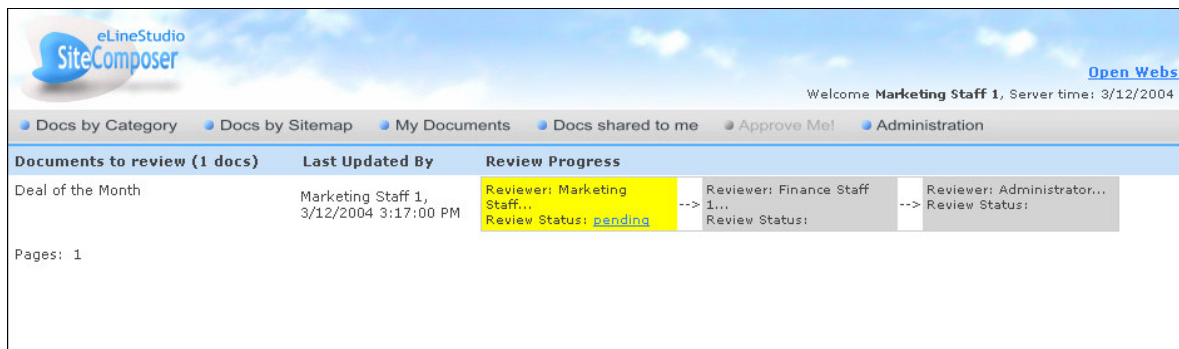 eLineStudio
SiteComposer
Open Webs
Welcome Marketing Staff 1, Server time: 3/12/2004
Docs by Category Docs by Sitemap My Documents Docs shared to me Approve Me! Administration
Documents to review (1 docs) Last Updated By Review Progress
Deal of the Month
Marketing Staff 1,
3/12/2004 3:17:00 PM
Reviewer: Marketing
Staff...
Review Status: pending
-->
Reviewer: Finance Staff
1...
Review Status:
-->
Reviewer: Administrator...
Review Status:
Pages: 1